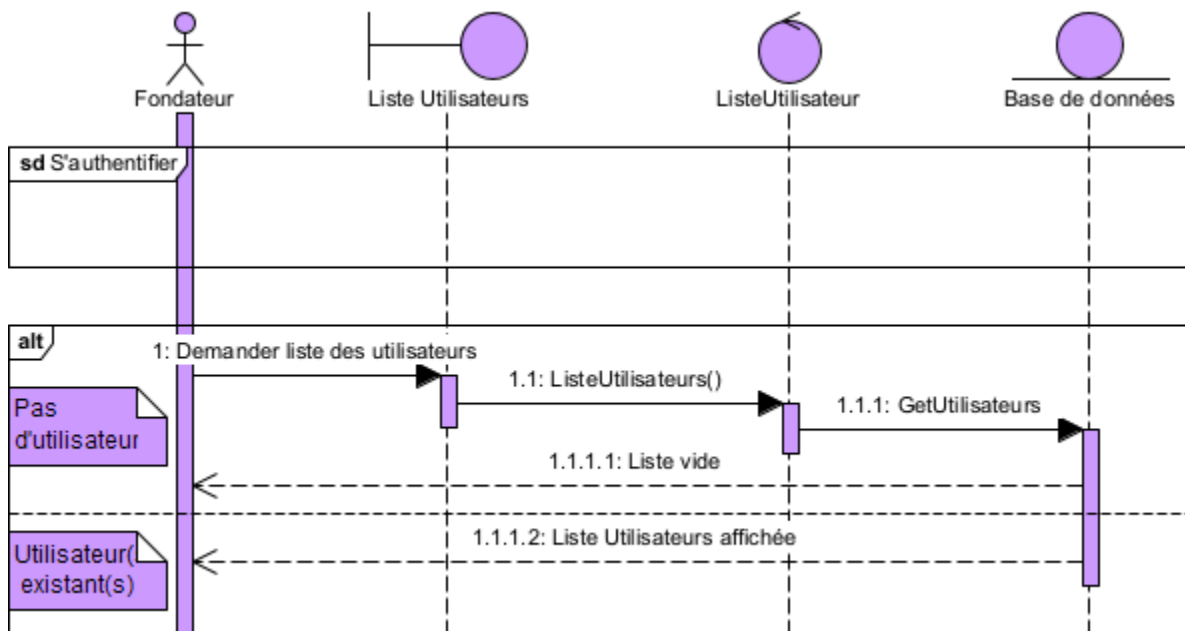 Fondateur
Liste Utilisateurs
ListeUtilisateur
Base de données
sd S'authentifier
alt
1: Demander liste des utilisateurs
1.1: ListeUtilisateurs()
1.1.1: GetUtilisateurs
Pas
d'utilisateur
1.1.1.1: Liste vide
1.1.1.2: Liste Utilisateurs affichée
Utilisateur(
existant(s)